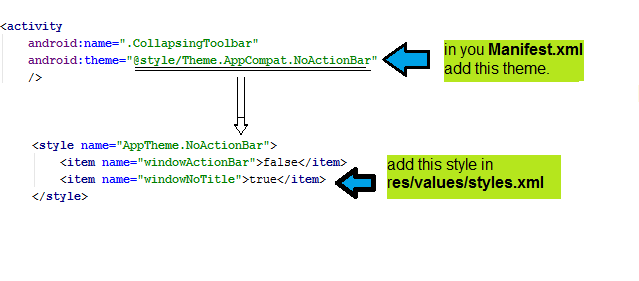 <activity
android:name=".CollapsingToolbar"
android:theme="@style/Theme.AppCompat.NoActionBar"
/>
in you Manifest.xml
add this theme.
<style name="AppTheme.NoActionBar">
<item name="windowActionBar">false</item>
<item name="windowNoTitle">true</item>
</style>
add this style in
res/values/styles.xml